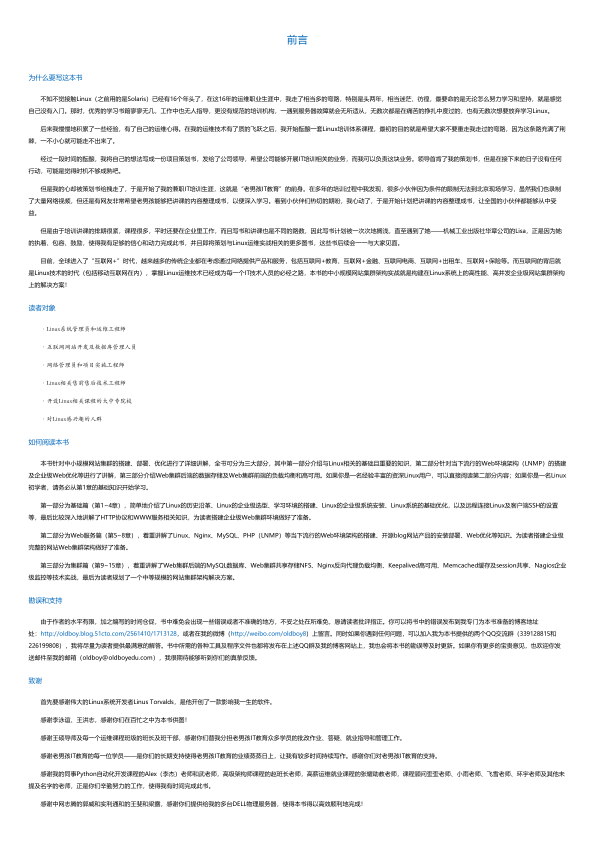 前言
为什么要写这本书
不知不觉接触Linux（之前用的是Solaris）已经有16个年头了，在这16年的运维职业生涯中，我走了相当多的弯路，特别是头两年，相当迷茫，彷徨，最要命的是无论怎么努力学习和坚持，就是感觉
自己没有入门。那时，优秀的学习书籍寥寥无几、工作中也无人指导，更没有规范的培训机构，一遇到服务器故障就会无所适从，无数次都是在痛苦的挣扎中度过的，也有无数次想要放弃学习Linux。
后来我慢慢地积累了一些经验，有了自己的运维心得。在我的运维技术有了质的飞跃之后，我开始酝酿一套Linux培训体系课程，最初的目的就是希望大家不要重走我走过的弯路，因为这条路充满了荆
棘，一不小心就可能走不出来了。
经过一段时间的酝酿，我将自己的想法写成一份项目策划书，发给了公司领导，希望公司能够开展IT培训相关的业务，而我可以负责这块业务。领导倒肯了我的策划书，但是在接下来的日子没有任何
行动，可能是觉得时机不够成熟吧。
但是我的心却被策划书给拽走了，于是开始了我的兼职IT培训生涯，这就是“老男孩IT教育”的前身。在多年的培训过程中我发现，很多小伙伴因为条件的限制无法到北京现场学习，虽然我们也录制
了大量网络视频，但还是有网友非常希望老男孩能够把讲课的内容整理成书，以便深入学习。看到小伙伴们热切的期盼，我心动了，于是开始计划把讲课的内容整理成书，让全国的小伙伴都能够从中受
益。
但是由于培训讲课的排期很紧，课程很多，平时还要在企业里工作，而且写书和讲课也是不同的路数，因此写书计划被一次次地搁浅，直至遇到了她——机械工业出版社华章公司的Lisa，正是因为她
的执着、包容、鼓励，使得我有足够的信心和动力完成此书，并且即将策划与Linux运维实战相关的更多图书，这些书后续会一一与大家见面。
目前，全球进入了“互联网+”时代，越来越多的传统企业都在考虑通过网络提供产品和服务，包括互联网+教育、互联网+金融、互联网电商、互联网+出租车、互联网+保险等。而互联网的背后就
是Linux技术的时代（包括移动互联网在内），掌握Linux运维技术已经成为每一个IT技术人员的必经之路，本书的中小规模网站集群架构实战就是构建在Linux系统上的高性能、高并发企业级网站集群架构
上的解决方案！
读者对象
· Linux系统管理员和运维工程师
· 互联网网站开发及数据库管理人员
· 网络管理员和项目实施工程师
· Linux相关售前售后技术工程师
· 开设Linux相关课程的大中专院校
· 对Linux感兴趣的人群
如何阅读本书
本书针对中小规模网站集群的搭建、部署、优化进行了详细讲解，全书可分为三大部分，其中第一部分介绍与Linux相关的基础且重要的知识，第二部分针对当下流行的Web环境架构（LNMP）的搭建
及企业级Web优化等进行了讲解，第三部分介绍Web集群后端的数据存储及Web集群前端的负载均衡和高可用。如果你是一名经验丰富的资深Linux用户，可以直接阅读第二部分内容；如果你是一名Linux
初学者，请务必从第1章的基础知识开始学习。
第一部分为基础篇（第1~4章），简单地介绍了Linux的历史沿革、Linux的企业级选型、学习环境的搭建、Linux的企业级系统安装、Linux系统的基础优化，以及远程连接Linux及客户端SSH的设置
等，最后比较深入地讲解了HTTP协议和WWW服务相关知识，为读者搭建企业级Web集群环境做好了准备。
第二部分为Web服务篇（第5~8章），着重讲解了Linux、Nginx、MySQL、PHP（LNMP）等当下流行的Web环境架构的搭建、开源blog网站产品的安装部署、Web优化等知识。为读者搭建企业级
完整的网站Web集群架构做好了准备。
第三部分为集群篇（第9~15章），着重讲解了Web集群后端的MySQL数据库、Web集群共享存储NFS、Nginx反向代理负载均衡、Keepalived高可用、Memcached缓存及session共享、Nagios企业
级监控等技术实战，最后为读者规划了一个中等规模的网站集群架构解决方案。
勘误和支持
由于作者的水平有限，加之编写的时间仓促，书中难免会出现一些错误或者不准确的地方，不妥之处在所难免，恳请读者批评指正。你可以将书中的错误发布到我专门为本书准备的博客地址
处：http://oldboy.blog.51cto.com/2561410/1713128，或者在我的微博（http://weibo.com/oldboy8）上留言。同时如果你遇到任何问题，可以加入我为本书提供的两个QQ交流群（339128815和
226199808），我将尽量为读者提供最满意的解答。书中所需的各种工具及程序文件也都将发布在上述QQ群及我的博客网站上，我也会将本书的勘误等及时更新。如果你有更多的宝贵意见，也欢迎你发
送邮件至我的邮箱（oldboy@oldboyedu.com），我很期待能够听到你们的真挚反馈。
致谢
首先要感谢伟大的Linux系统开发者Linus Torvalds，是他开创了一款影响我一生的软件。
感谢李泳谊、王洪志，感谢你们在百忙之中为本书供图！
感谢王硕导师及每一个运维课程班级的班长及班干部，感谢你们替我分担老男孩IT教育众多学员的批改作业、答疑、就业指导和管理工作。
感谢老男孩IT教育的每一位学员——是你们的长期支持使得老男孩IT教育的业绩蒸蒸日上，让我有较多时间持续写作。感谢你们对老男孩IT教育的支持。
感谢我的同事Python自动化开发课程的Alex（李杰）老师和武老师，高级架构师课程的赵班长老师，高薪运维就业课程的张耀助教老师，课程顾问歪歪老师、小雨老师、飞雪老师、环宇老师及其他未
提及名字的老师，正是你们辛勤努力的工作，使得我有时间完成此书。
感谢中网志腾的郭威和实利通和的王斐和梁露，感谢你们提供给我的多台DELL物理服务器，使得本书得以高效顺利地完成！